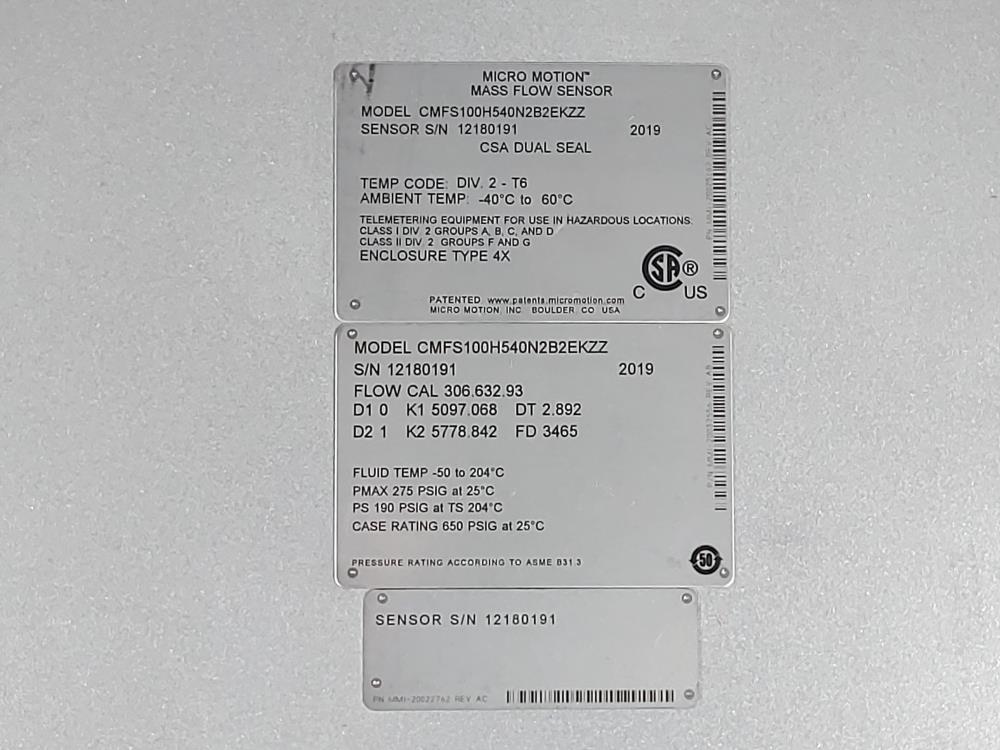 MICRO MOTION™
MASS FLOW SENSOR
MODEL CMFS100H540N2B2EKZZ
SENSOR S/N 12180191 2019
CSA DUAL SEAL
TEMP CODE: DIV. 2 - T6
AMBIENT TEMP: -40°C to 60°C
TELEMETERING EQUIPMENT FOR USE IN HAZARDOUS LOCATIONS:
CLASS I DIV. 2 GROUPS A, B, C, AND D
CLASS II DIV. 2 GROUPS F AND G
ENCLOSURE TYPE 4X
SA ®
C US
PATENTED www.patents.micromotion.com
MICRO MOTION, INC. BOULDER, CO USA
MODEL CMFS100H540N2B2EKZZ
S/N 12180191 2019
FLOW CAL 306.632.93
D1 0 K1 5097.068 DT 2.892
D2 1 K2 5778.842 FD 3465
FLUID TEMP -50 to 204°C
PMAX 275 PSIG at 25°C
PS 190 PSIG at TS 204°C
CASE RATING 650 PSIG at 25°C
PRESSURE RATING ACCORDING TO ASME B31.3
50
SENSOR S/N 12180191
PN MMI-20022762 REV AC